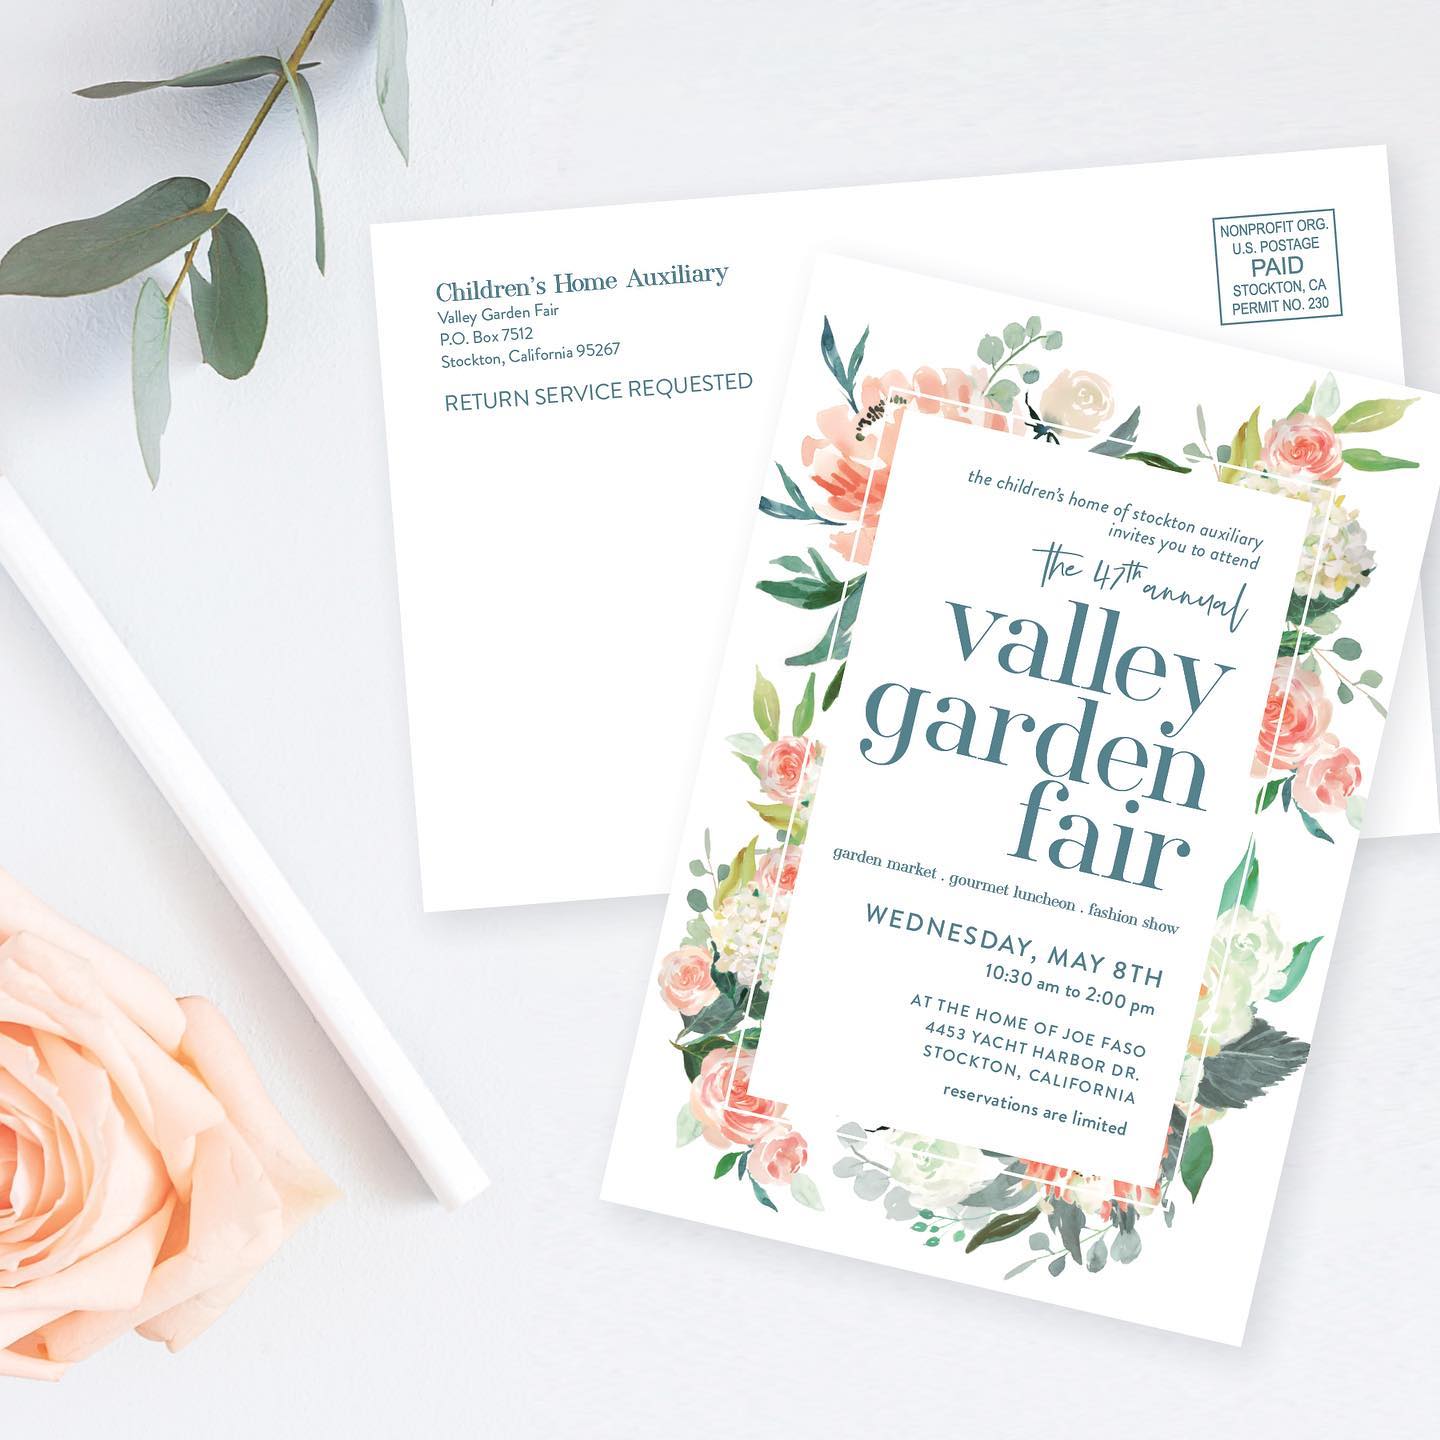 Children's Home Auxiliary
Valley Garden Fair
P.O. Box 7512
Stockton, California 95267
RETURN SERVICE REQUESTED
NONPROFIT ORG.
U.S. POSTAGE
PAID
STOCKTON, CA
PERMIT NO. 230
the children's home of stockton auxiliary
invites you to attend
the 47th annual
valley
garden
fair
garden market . gourmet luncheon . fashion show
WEDNESDAY, MAY 8TH
10:30 am to 2:00 pm
AT THE HOME OF JOE FASO
4453 YACHT HARBOR DR.
STOCKTON, CALIFORNIA
reservations are limited